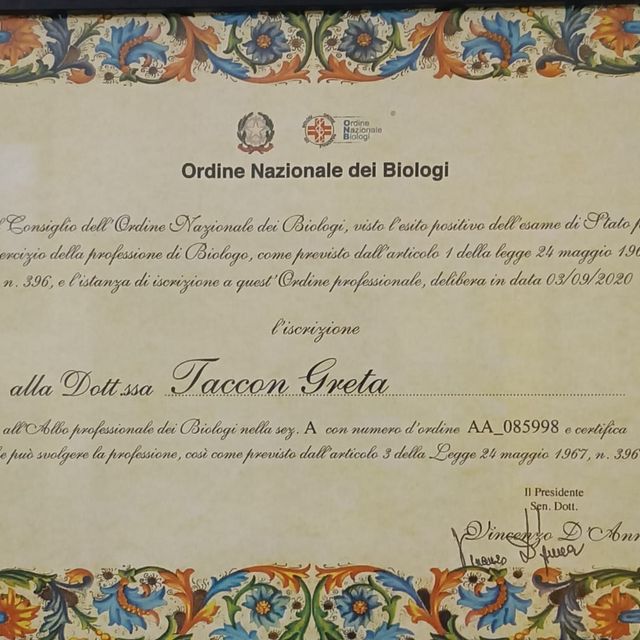 Ordine
Nazionale
Biologi
Ordine Nazionale dei Biologi
l Consiglio dell'Ordine Nazionale dei Biologi, visto l'esito positivo dell'esame di Stato p
ercizio della professione di Biologo, come previsto dall'articolo 1 della legge 24 maggio 196
n. 396, e l'istanza di iscrizione a quest'Ordine professionale, delibera in data 03/09/2020
l'iscrizione
alla Dott.ssa Taccon Greta
all'Albo professionale dei Biologi nella sez. A con numero d'ordine AA_085998 e certifica
e può svolgere la professione, così come previsto dall'articolo 3 della Legge 24 maggio 1967, n. 396
Il Presidente
Sen. Dott.
Vincenzo D'Ann